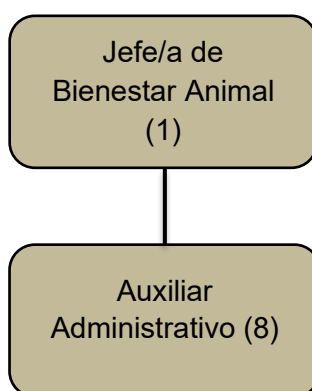 Jefe/a de
Bienestar Animal
(1)
Auxiliar
Administrativo (8)